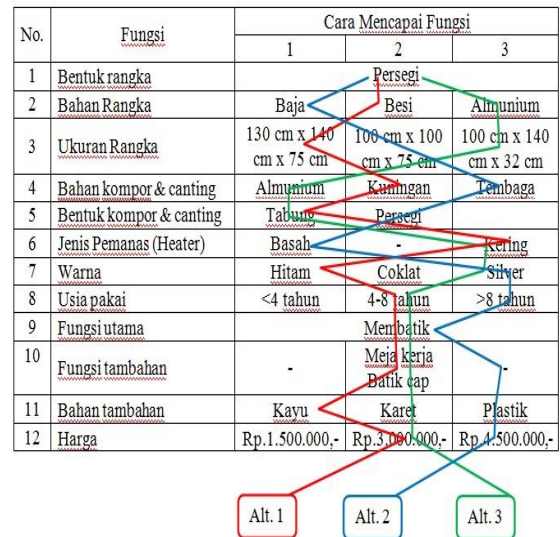 No. Fungsi Cara Mencapai Fungsi
1 2 3
1 Bentuk rangka Persegi
2 Bahan Rangka Baja Besi Almunium
3 Ukuran Rangka 130 cm x 140 cm x 75 cm 100 cm x 100 cm x 75 cm 100 cm x 140 cm x 32 cm
4 Bahan kompor & canting Almunium Kuningan Tembaga
5 Bentuk kompor & canting Tabung Persegi
6 Jenis Pemanas (Heater) Basah - Kering
7 Warna Hitam Coklat Silver
8 Usia pakai <4 tahun 4-8 tahun >8 tahun
9 Fungsi utama Membatik
10 Fungsi tambahan - Meja kerja Batik cap -
11 Bahan tambahan Kayu Karet Plastik
12 Harga Rp.1.500.000,- Rp.3.000.000,- Rp.4.500.000,-
Alt. 1 Alt. 2 Alt. 3